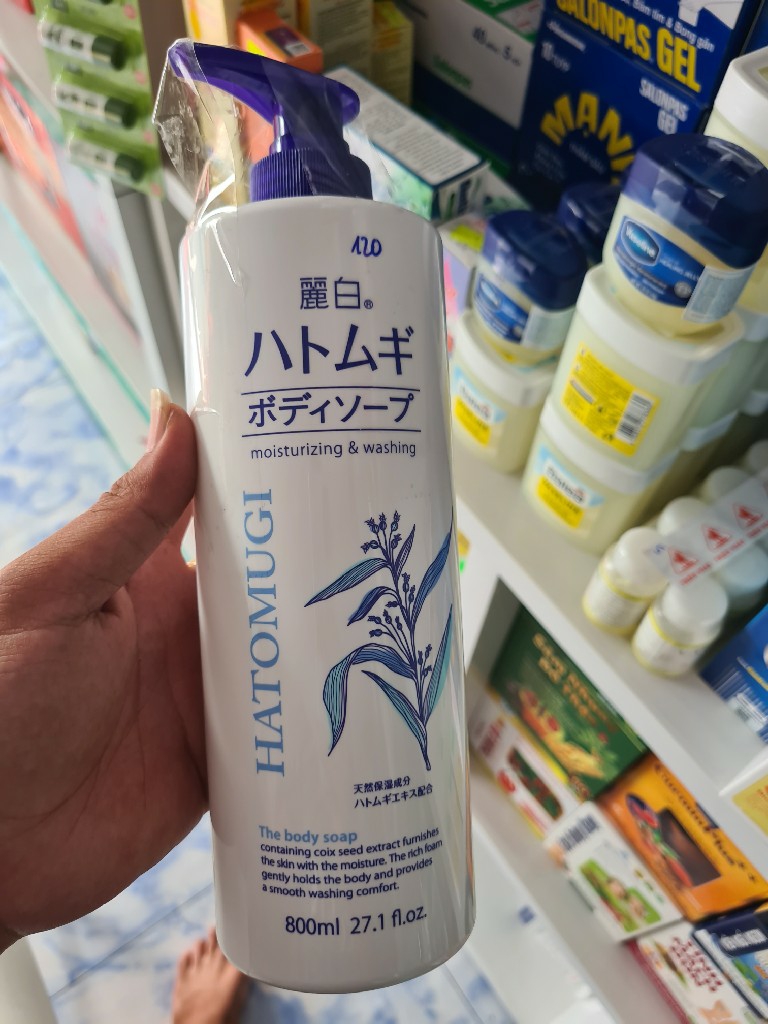 SALONPAS GEL
SALONPAS
GEL
MANI
120
麗白®
ハトムギ
ボディソープ
moisturizing & washing
HATOMUGI
天然保湿成分
ハトムギエキス配合
The body soap
containing coix seed extract furnishes
the skin with the moisture. The rich foam
gently holds the body and provides
a smooth washing comfort.
800ml 27.1 fl.oz.
Vaseline